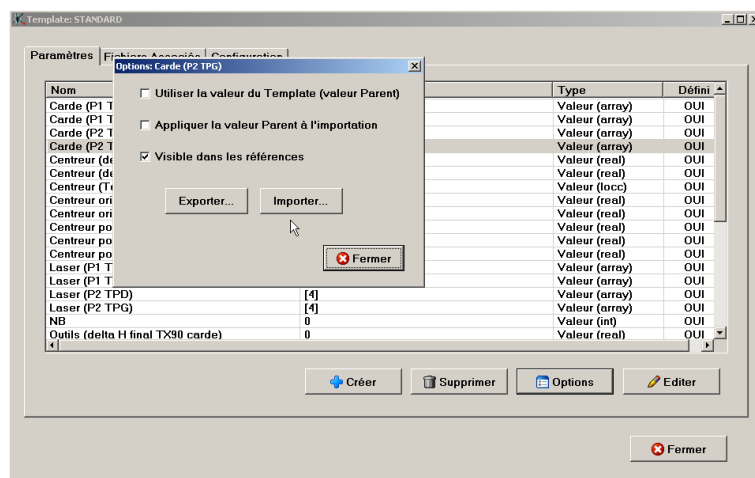 Template: STANDARD
Paramètres Fichiers Associés Configuration
Options: Carde (P2 TPG)
Utiliser la valeur du Template (valeur Parent)
Appliquer la valeur Parent à l'importation
Visible dans les références
Exporter... Importer...
Fermer
Nom Type Défini
Carde (P1 T Valeur (array) OUI
Carde (P1 T Valeur (array) OUI
Carde (P2 T Valeur (array) OUI
Carde (P2 T Valeur (array) OUI
Centreur (de Valeur (real) OUI
Centreur (de Valeur (real) OUI
Centreur (Te Valeur (locc) OUI
Centreur ori Valeur (real) OUI
Centreur ori Valeur (real) OUI
Centreur po Valeur (real) OUI
Centreur po Valeur (real) OUI
Centreur po Valeur (real) OUI
Laser (P1 T Valeur (array) OUI
Laser (P1 T Valeur (array) OUI
Laser (P2 TPD) [4] Valeur (array) OUI
Laser (P2 TPG) [4] Valeur (array) OUI
NB 0 Valeur (int) OUI
Outils (delta H final TX90 carde) 0 Valeur (real) OUI
Créer Supprimer Options Editer
Fermer